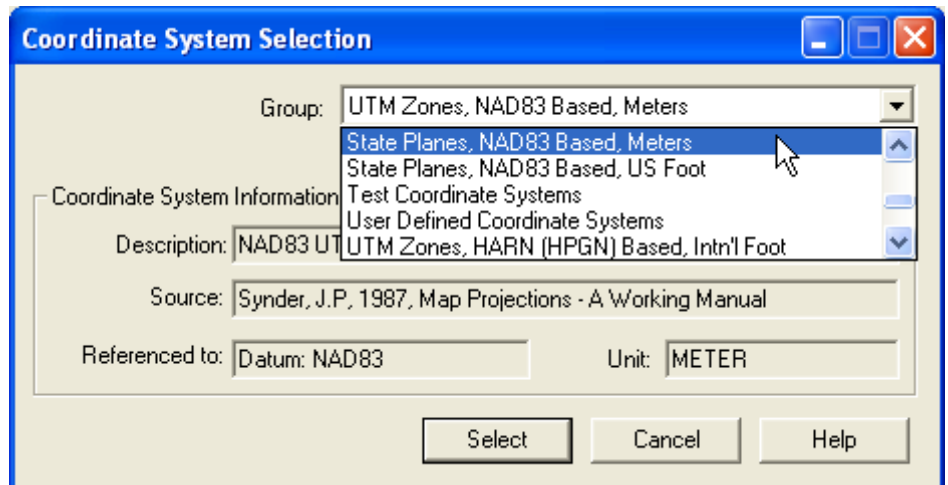 Coordinate System Selection
Group: UTM Zones, NAD83 Based, Meters
State Planes, NAD83 Based, Meters
State Planes, NAD83 Based, US Foot
Test Coordinate Systems
User Defined Coordinate Systems
UTM Zones, HARN (HPGN) Based, Intn'l Foot
Coordinate System Information
Description: NAD83 UT
Source: Synder, J.P, 1987, Map Projections - A Working Manual
Referenced to: Datum: NAD83 Unit: METER
Select Cancel Help